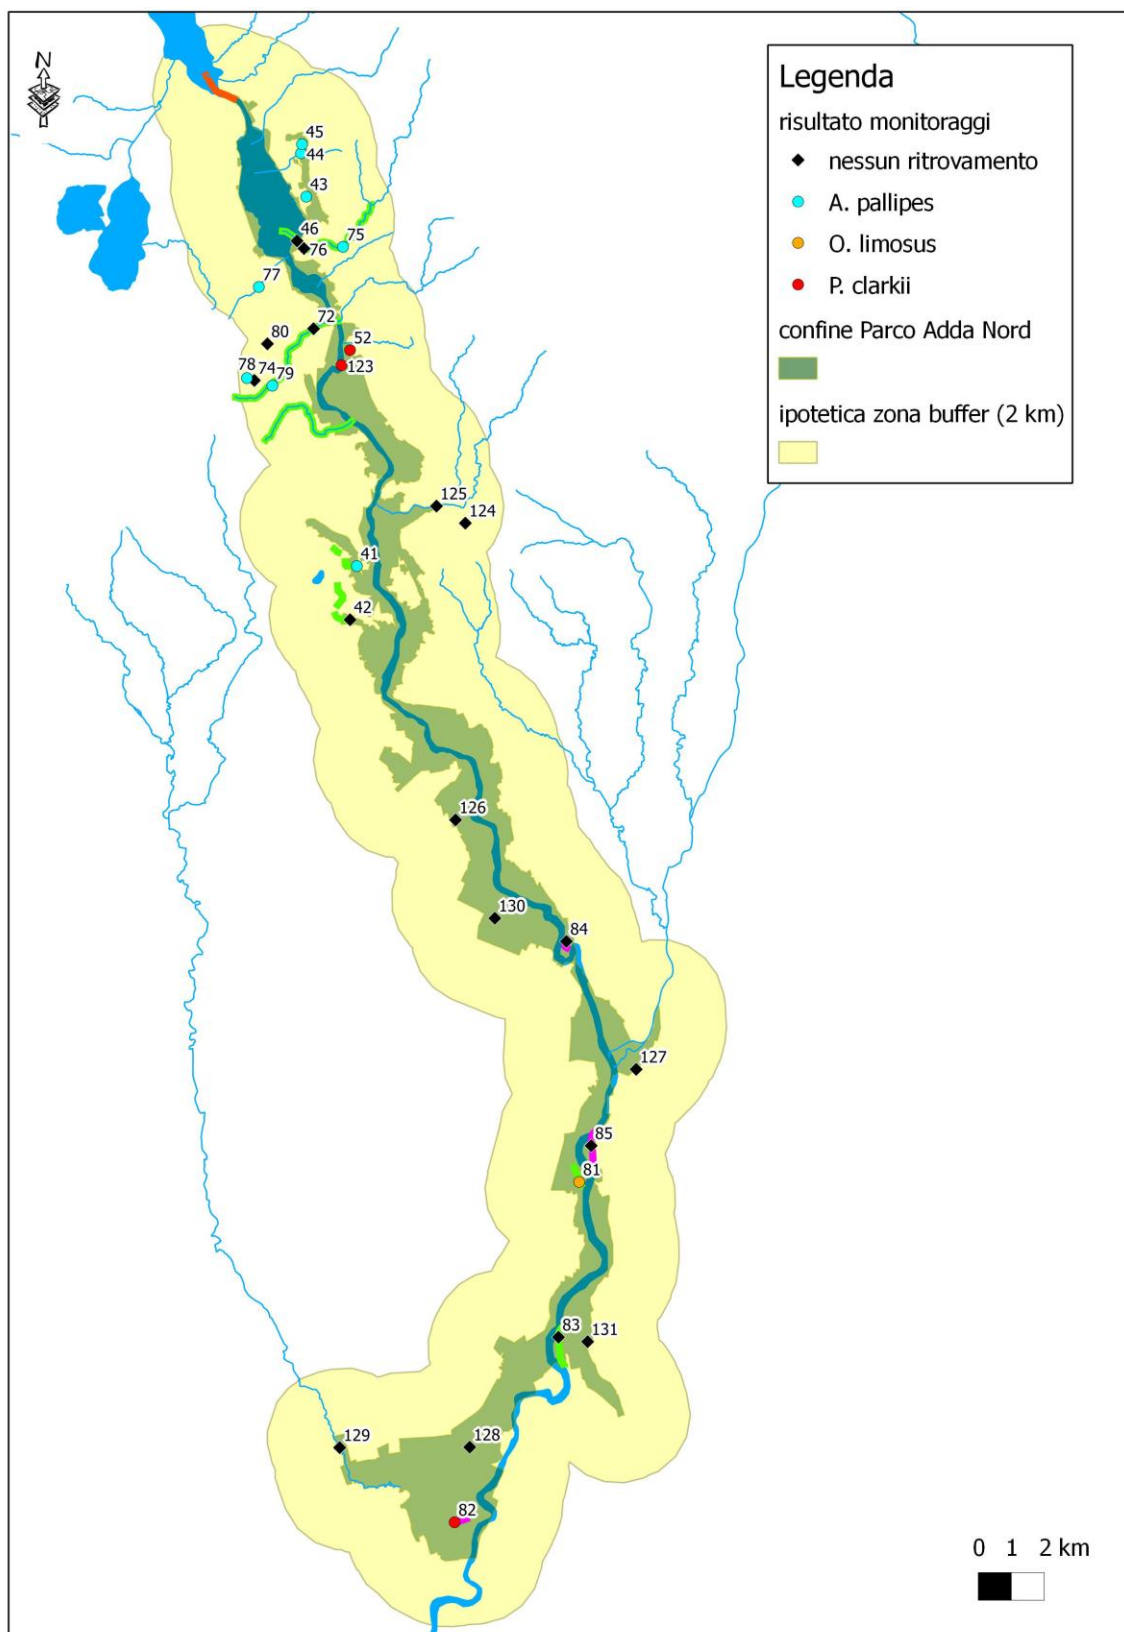 N
Legenda
risultato monitoraggi
nessun ritrovamento
A. pallipes
O. limosus
P. clarkii
confine Parco Adda Nord
ipotetica zona buffer (2 km)
45
44
43
46
75
76
77
72
80
52
123
78
74
79
125
124
41
42
126
130
84
127
85
81
83
131
129
128
82
0 1 2 km